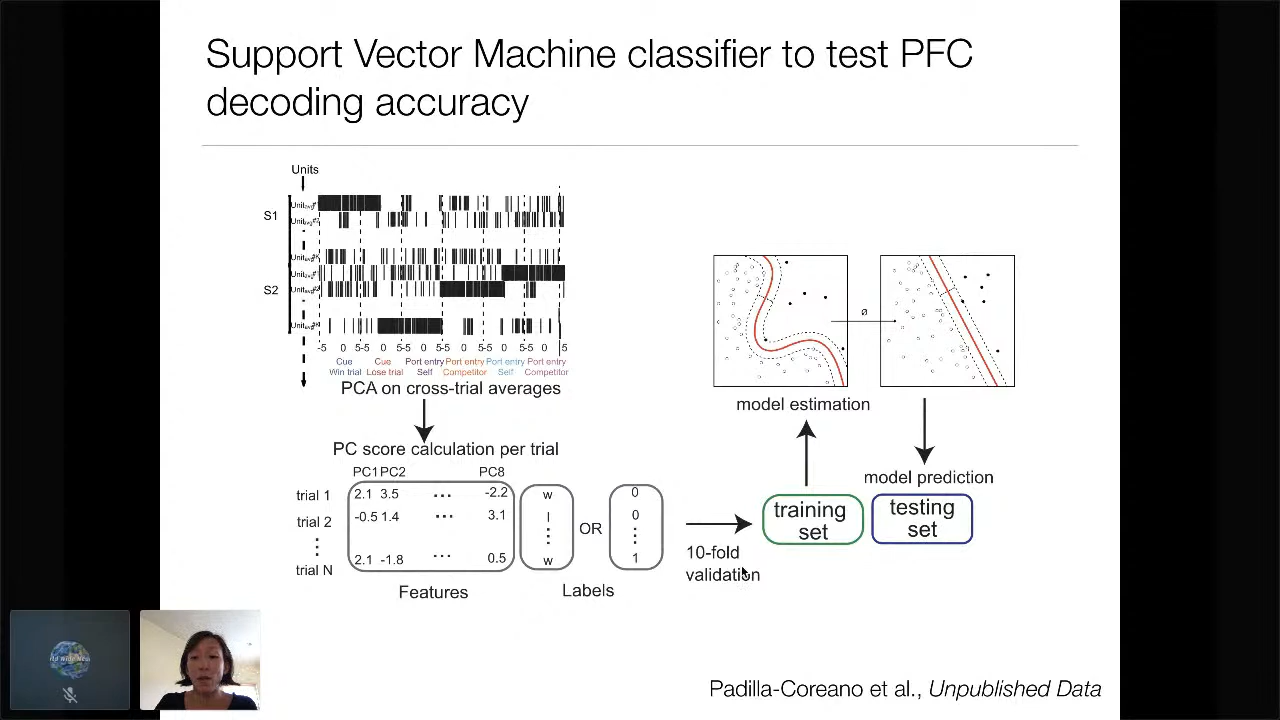 Support Vector Machine classifier to test PFC
decoding accuracy
Units
S1
S2
-5 0 5-5 0 5-5 0 5-5 0 5-5 0 5-5 0 5
Cue Cue Port entry Port entry Port entry Port entry
Win trial Lose trial Self Competitor Self Competitor
PCA on cross-trial averages
PC score calculation per trial
PC1 PC2 PC8
trial 1 2.1 3.5 ... -2.2 w 0
trial 2 -0.5 1.4 ... 3.1 l 0
OR
trial N 2.1 -1.8 ... 0.5 w 1
Features
Labels
10-fold
validation
ø
model estimation
model prediction
training
set
testing
set
Padilla-Coreano et al., Unpublished Data